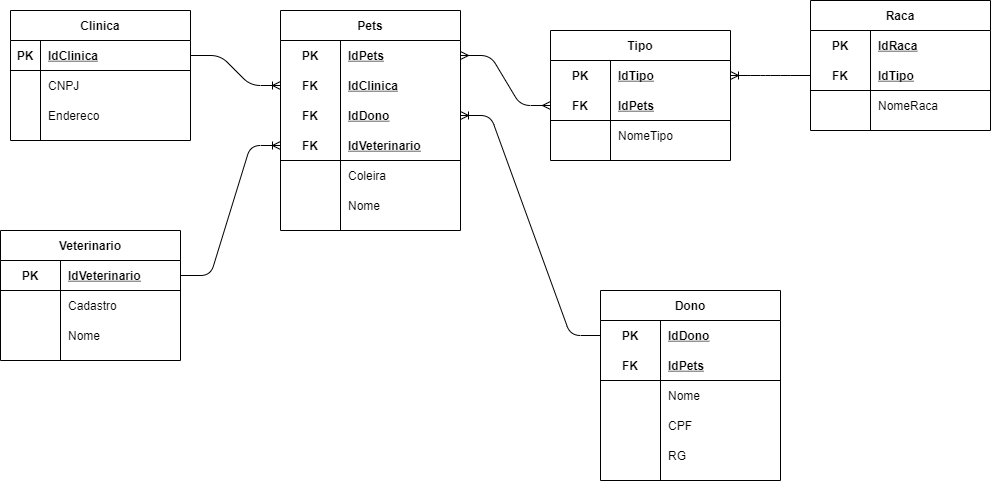 Clinica
PK IdClinica
CNPJ
Endereco
Pets
PK IdPets
FK IdClinica
FK IdDono
FK IdVeterinario
Coleira
Nome
Tipo
PK IdTipo
FK IdPets
NomeTipo
Raca
PK IdRaca
FK IdTipo
NomeRaca
Veterinario
PK IdVeterinario
Cadastro
Nome
Dono
PK IdDono
FK IdPets
Nome
CPF
RG